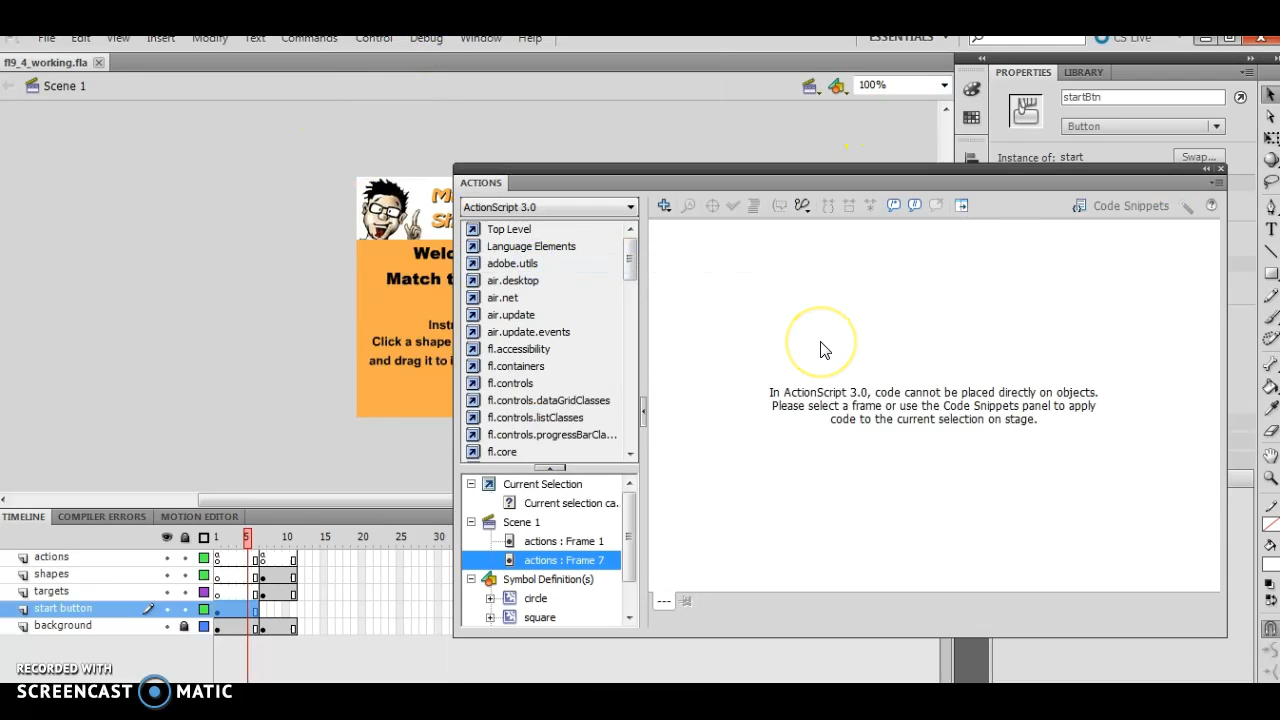 File Edit View Insert Modify Text Commands Control Debug Window Help
ESSENTIALS
CS Live
fl9_4_working.fla
Scene 1
100%
PROPERTIES LIBRARY
startBtn
Button
Instance of: start
Swap...
Welc
Match t
Inst
Click a shape
and drag it to i
ACTIONS
ActionScript 3.0
Code Snippets
Top Level
Language Elements
adobe.utils
air.desktop
air.net
air.update
air.update.events
fl.accessibility
fl.containers
fl.controls
fl.controls.dataGridClasses
fl.controls.listClasses
fl.controls.progressBarCla...
fl.core
In ActionScript 3.0, code cannot be placed directly on objects.
Please select a frame or use the Code Snippets panel to apply
code to the current selection on stage.
Current Selection
Current selection ca.
Scene 1
actions : Frame 1
actions : Frame 7
Symbol Definition(s)
circle
square
TIMELINE COMPILER ERRORS MOTION EDITOR
1 5 10 15 20 25 30
actions
shapes
targets
start button
background
RECORDED WITH
SCREENCAST MATIC